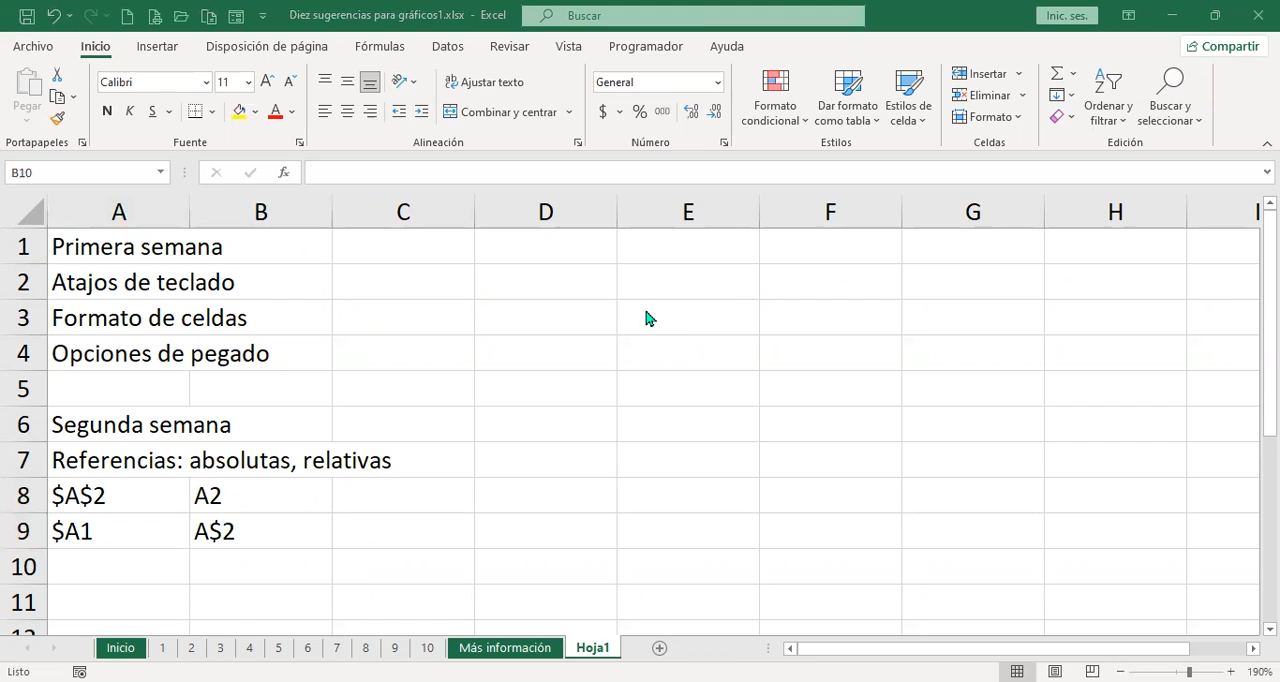 Diez sugerencias para gráficos1.xlsx - Excel
Buscar
Inic. ses.
Archivo Inicio Insertar Disposición de página Fórmulas Datos Revisar Vista Programador Ayuda Compartir
Pegar
Portapapeles
Calibri 11
N K S
Fuente
Ajustar texto
Combinar y centrar
Alineación
General
$ % 000
Número
Formato condicional
Dar formato como tabla
Estilos de celda
Estilos
Insertar
Eliminar
Formato
Celdas
Ordenar y filtrar
Buscar y seleccionar
Edición
B10 fx
A B C D E F G H I
1 Primera semana
2 Atajos de teclado
3 Formato de celdas
4 Opciones de pegado
5
6 Segunda semana
7 Referencias: absolutas, relativas
8 $A$2 A2
9 $A1 A$2
10
11
12
Inicio 1 2 3 4 5 6 7 8 9 10 Más información Hoja1
Listo 190%